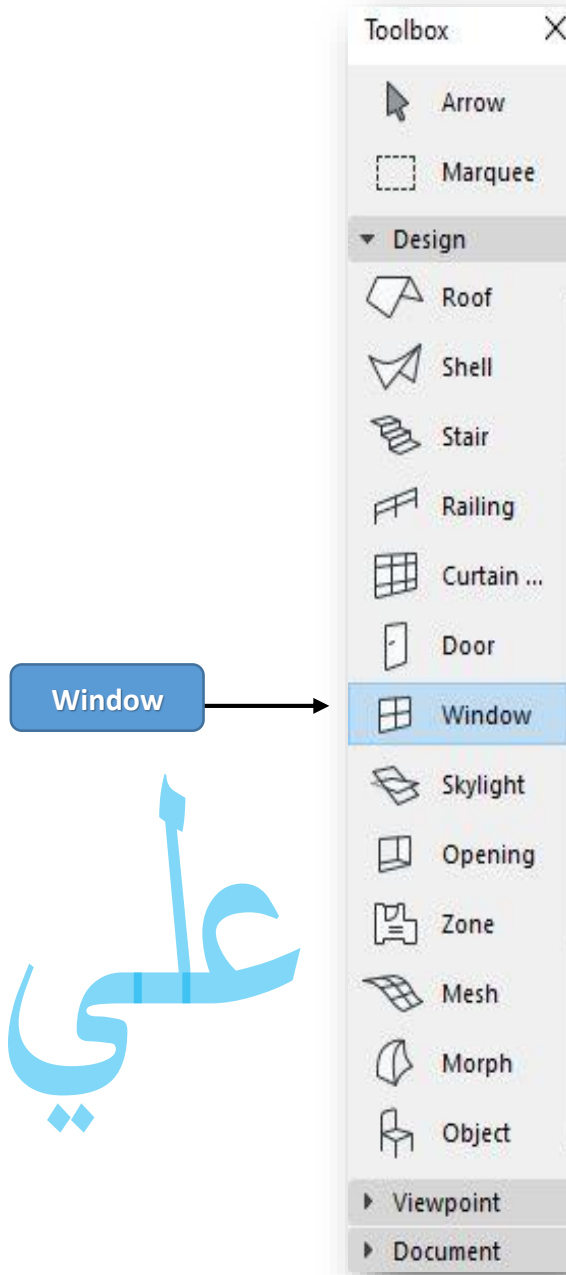 Toolbox
Arrow
Marquee
Design
Roof
Shell
Stair
Railing
Curtain ...
Door
Window
Window
Skylight
Opening
Zone
Mesh
Morph
Object
Viewpoint
Document
علي